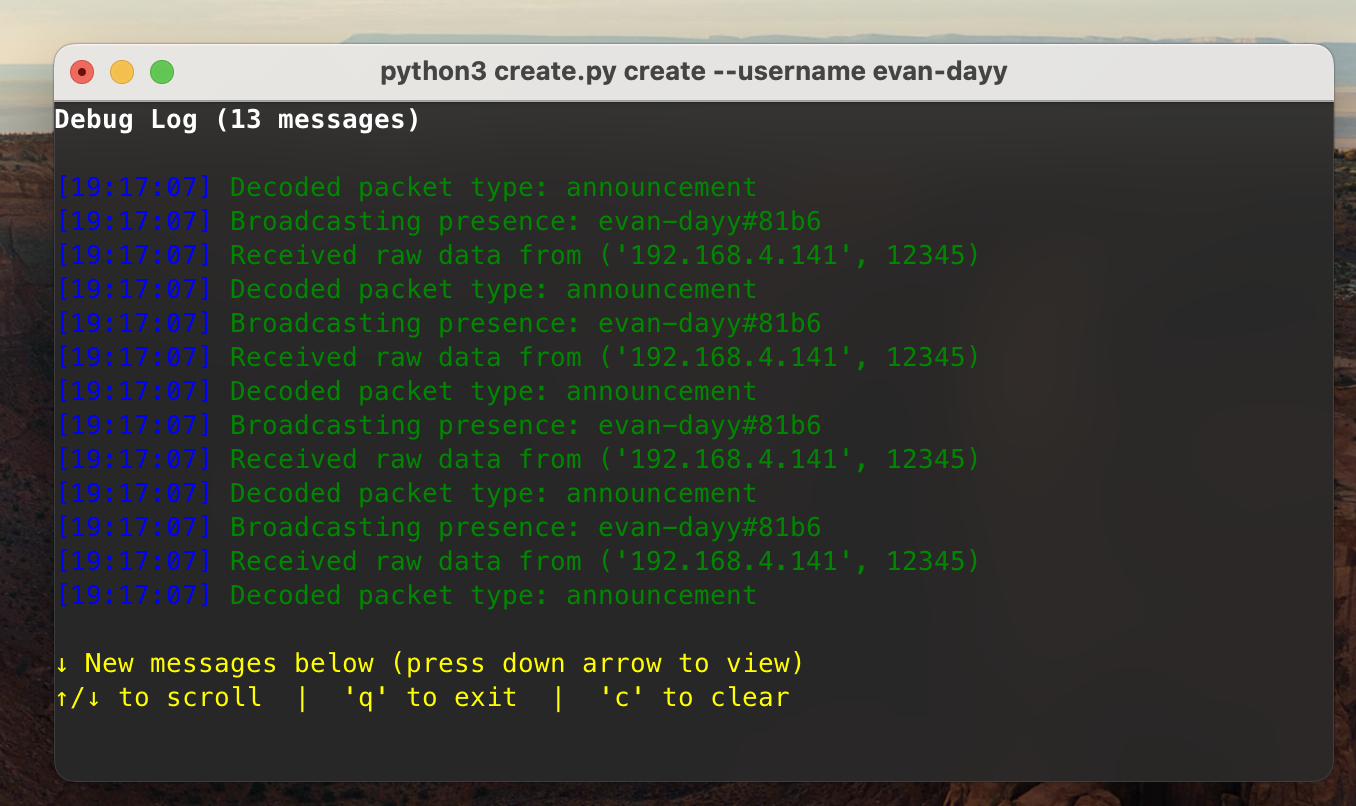 python3 create.py create --username evan-dayy
Debug Log (13 messages)
[19:17:07] Decoded packet type: announcement
[19:17:07] Broadcasting presence: evan-dayy#81b6
[19:17:07] Received raw data from ('192.168.4.141', 12345)
[19:17:07] Decoded packet type: announcement
[19:17:07] Broadcasting presence: evan-dayy#81b6
[19:17:07] Received raw data from ('192.168.4.141', 12345)
[19:17:07] Decoded packet type: announcement
[19:17:07] Broadcasting presence: evan-dayy#81b6
[19:17:07] Received raw data from ('192.168.4.141', 12345)
[19:17:07] Decoded packet type: announcement
[19:17:07] Broadcasting presence: evan-dayy#81b6
[19:17:07] Received raw data from ('192.168.4.141', 12345)
[19:17:07] Decoded packet type: announcement
↓ New messages below (press down arrow to view)
↑/↓ to scroll | 'q' to exit | 'c' to clear